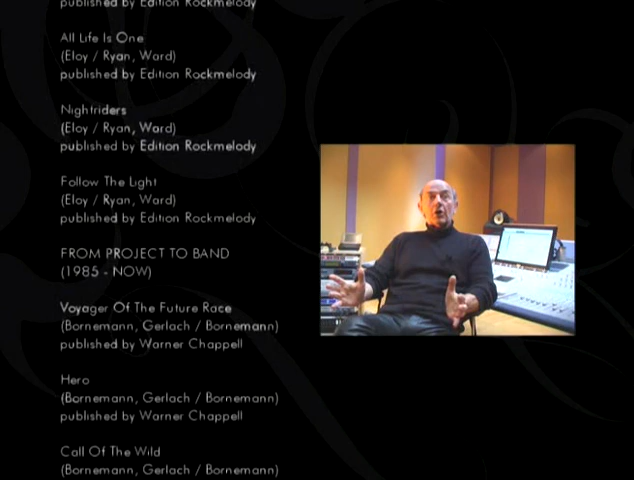 published by Edition Rockmelody
All Life Is One
(Eloy / Ryan, Ward)
published by Edition Rockmelody
Nightriders
(Eloy / Ryan, Ward)
published by Edition Rockmelody
Follow The Light
(Eloy / Ryan, Ward)
published by Edition Rockmelody
FROM PROJECT TO BAND
(1985 - NOW)
Voyager Of The Future Race
(Bornemann, Gerlach / Bornemann)
published by Warner Chappell
Hero
(Bornemann, Gerlach / Bornemann)
published by Warner Chappell
Call Of The Wild
(Bornemann, Gerlach / Bornemann)